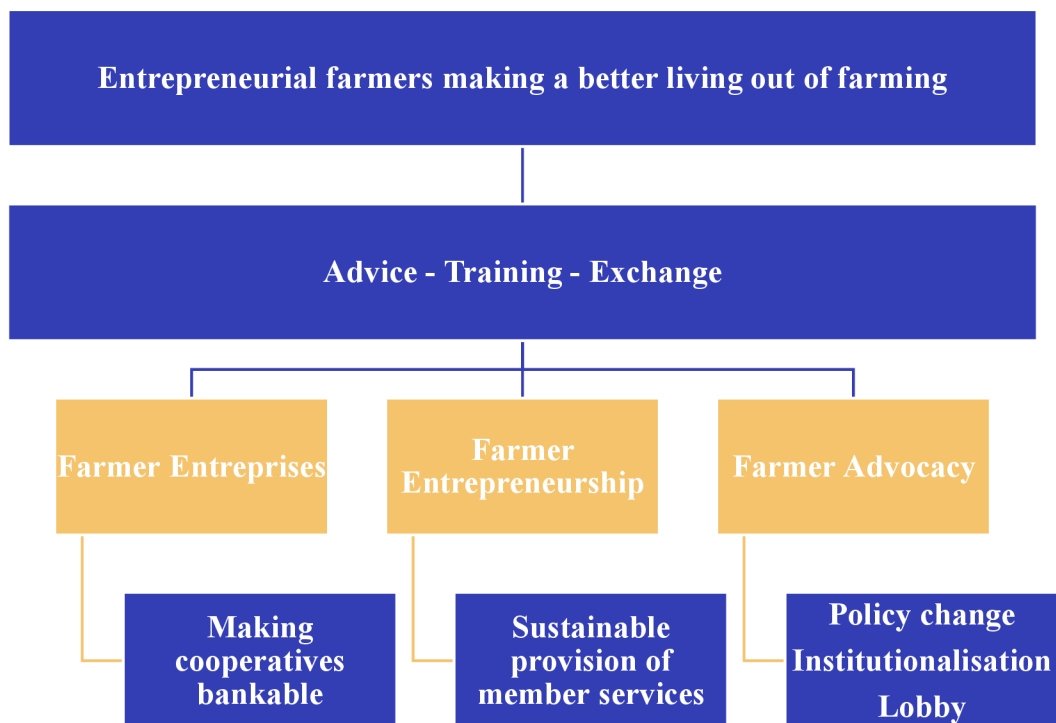 Entrepreneurial farmers making a better living out of farming
Advice - Training - Exchange
Farmer Entreprises
Farmer
Entrepreneurship
Farmer Advocacy
Making
cooperatives
bankable
Sustainable
provision of
member services
Policy change
Institutionalisation
Lobby